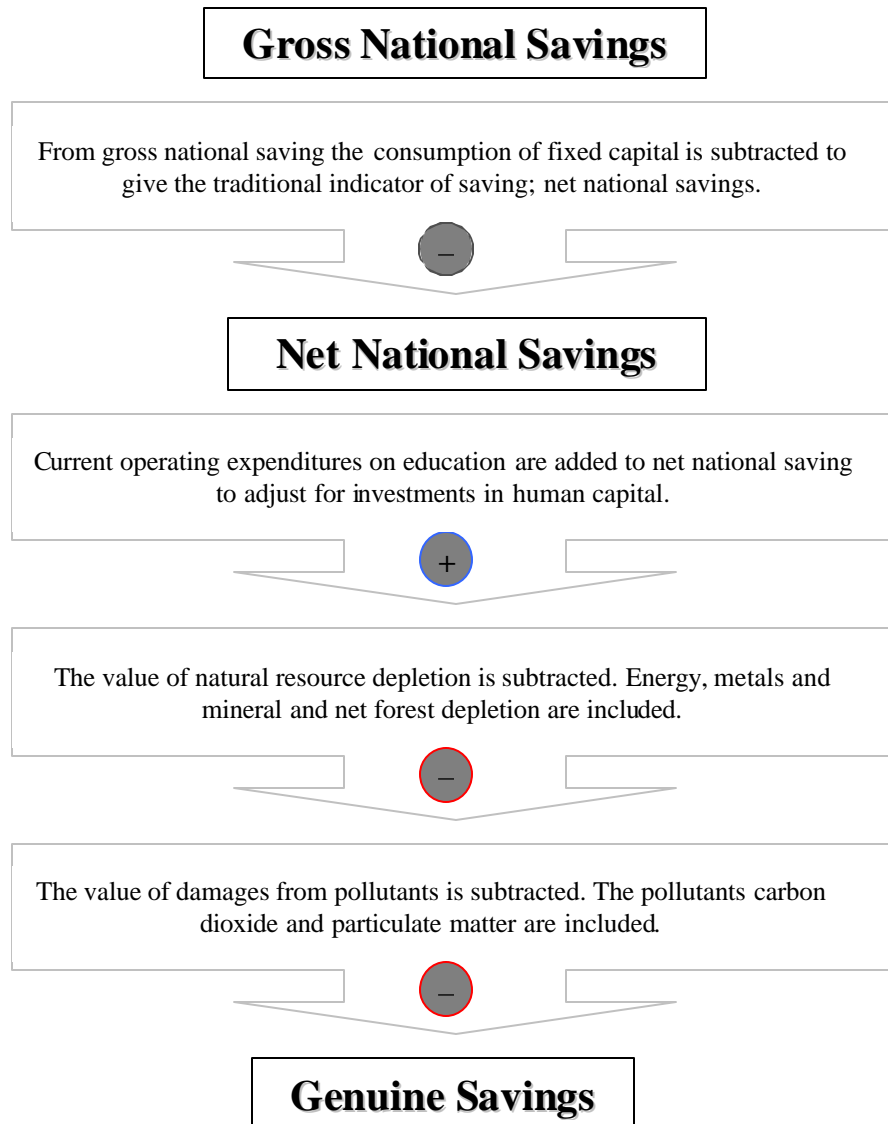 Gross National Savings
From gross national saving the consumption of fixed capital is subtracted to
give the traditional indicator of saving; net national savings.
–
Net National Savings
Current operating expenditures on education are added to net national saving
to adjust for investments in human capital.
+
The value of natural resource depletion is subtracted. Energy, metals and
mineral and net forest depletion are included.
–
The value of damages from pollutants is subtracted. The pollutants carbon
dioxide and particulate matter are included.
–
Genuine Savings